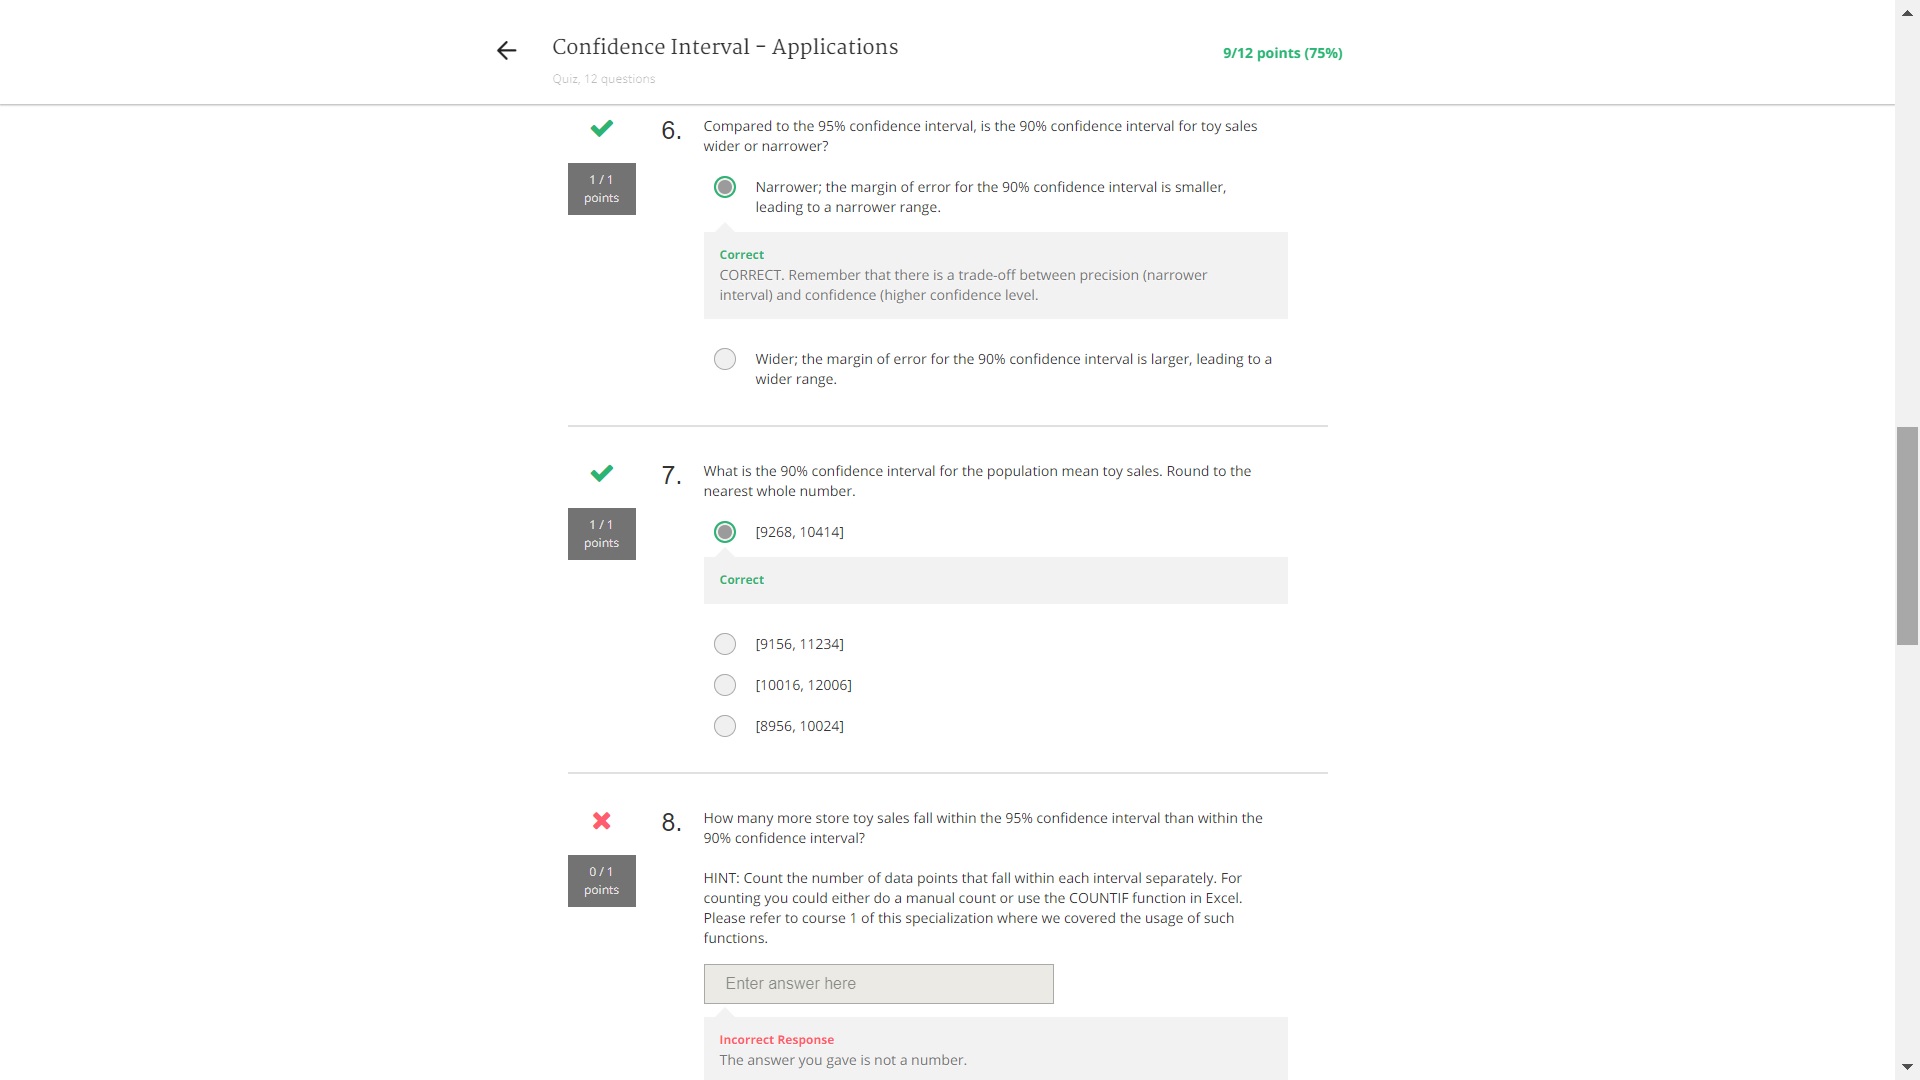 Confidence Interval - Applications
9/12 points (75%)
Quiz, 12 questions
6.
Compared to the 95% confidence interval, is the 90% confidence interval for toy sales
wider or narrower?
1 / 1
points
Narrower; the margin of error for the 90% confidence interval is smaller,
leading to a narrower range.
Correct
CORRECT. Remember that there is a trade-off between precision (narrower
interval) and confidence (higher confidence level.
Wider; the margin of error for the 90% confidence interval is larger, leading to a
wider range.
7.
What is the 90% confidence interval for the population mean toy sales. Round to the
nearest whole number.
1 / 1
points
[9268, 10414]
Correct
[9156, 11234]
[10016, 12006]
[8956, 10024]
8.
How many more store toy sales fall within the 95% confidence interval than within the
90% confidence interval?
0 / 1
points
HINT: Count the number of data points that fall within each interval separately. For
counting you could either do a manual count or use the COUNTIF function in Excel.
Please refer to course 1 of this specialization where we covered the usage of such
functions.
Enter answer here
Incorrect Response
The answer you gave is not a number.